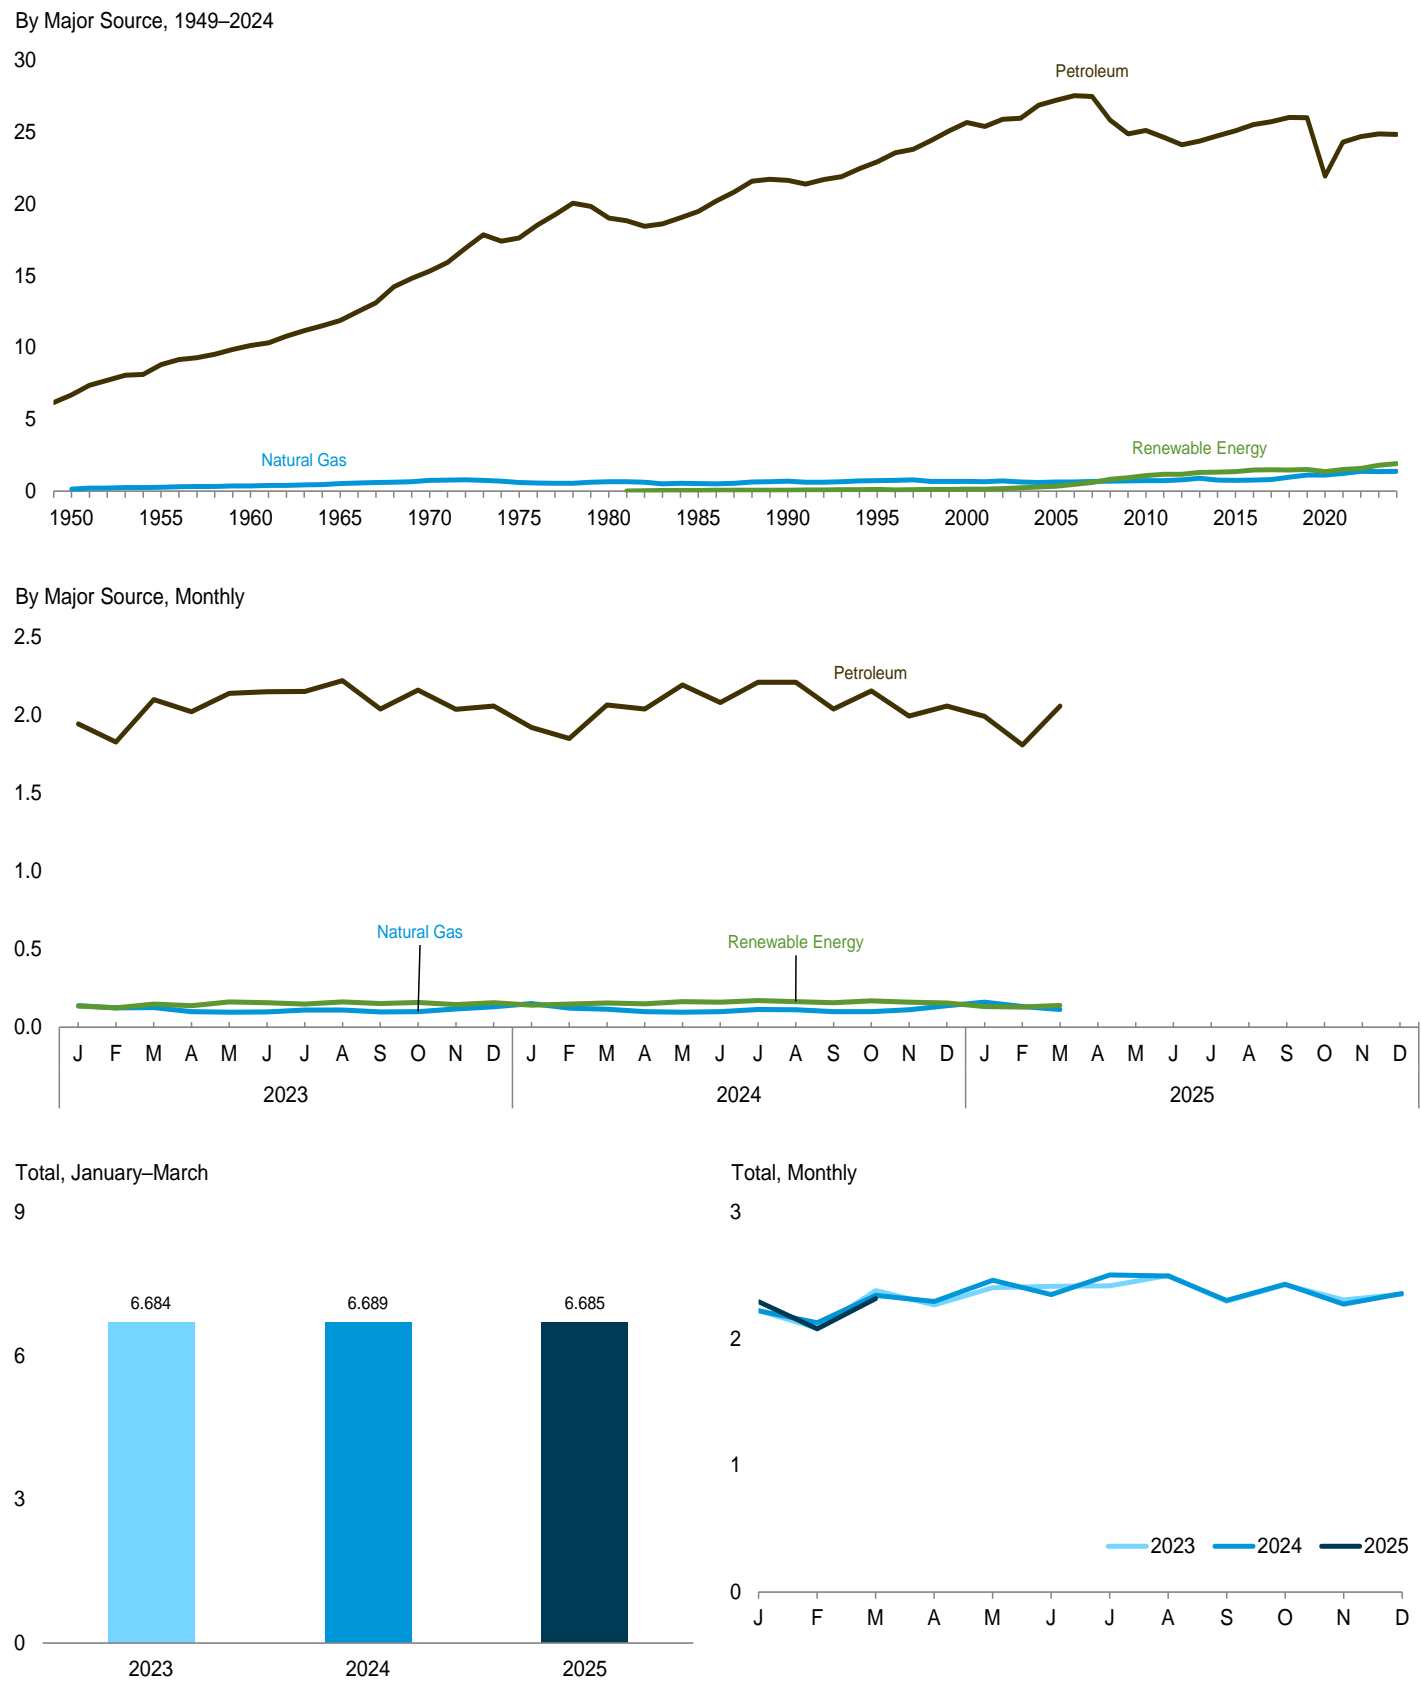 By Major Source, 1949–2024
30
Petroleum
25
20
15
10
5
Renewable Energy
Natural Gas
0
1950 1955 1960 1965 1970 1975 1980 1985 1990 1995 2000 2005 2010 2015 2020
By Major Source, Monthly
2.5
Petroleum
2.0
1.5
1.0
Natural Gas
Renewable Energy
0.5
0.0
J F M A M J J A S O N D J F M A M J J A S O N D J F M A M J J A S O N D
2023 2024 2025
Total, January–March
9
6.684 6.689 6.685
6
3
0
2023 2024 2025
Total, Monthly
3
2
1
2023 2024 2025
0
J F M A M J J A S O N D